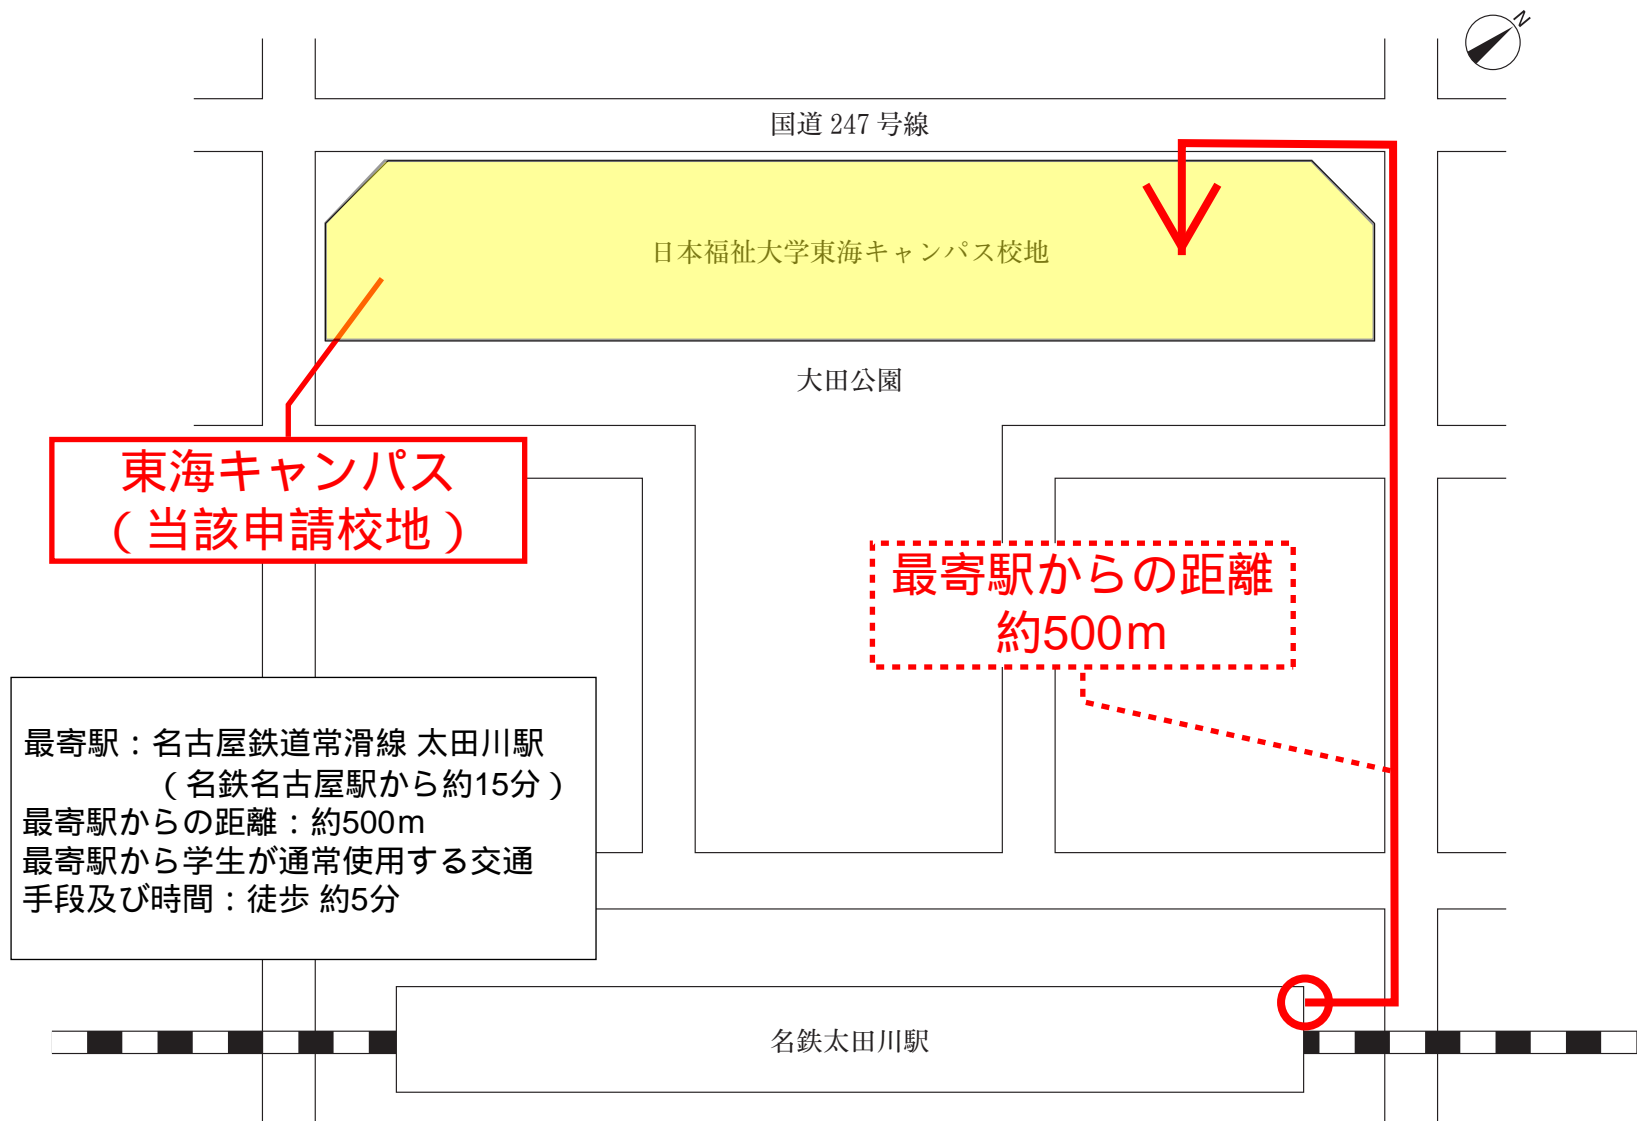 N
国道 247 号線
日本福祉大学東海キャンパス校地
大田公園
東海キャンパス
（当該申請校地）
最寄駅からの距離
約500m
最寄駅：名古屋鉄道常滑線 太田川駅
（名鉄名古屋駅から約15分）
最寄駅からの距離：約500m
最寄駅から学生が通常使用する交通
手段及び時間：徒歩 約5分
名鉄太田川駅